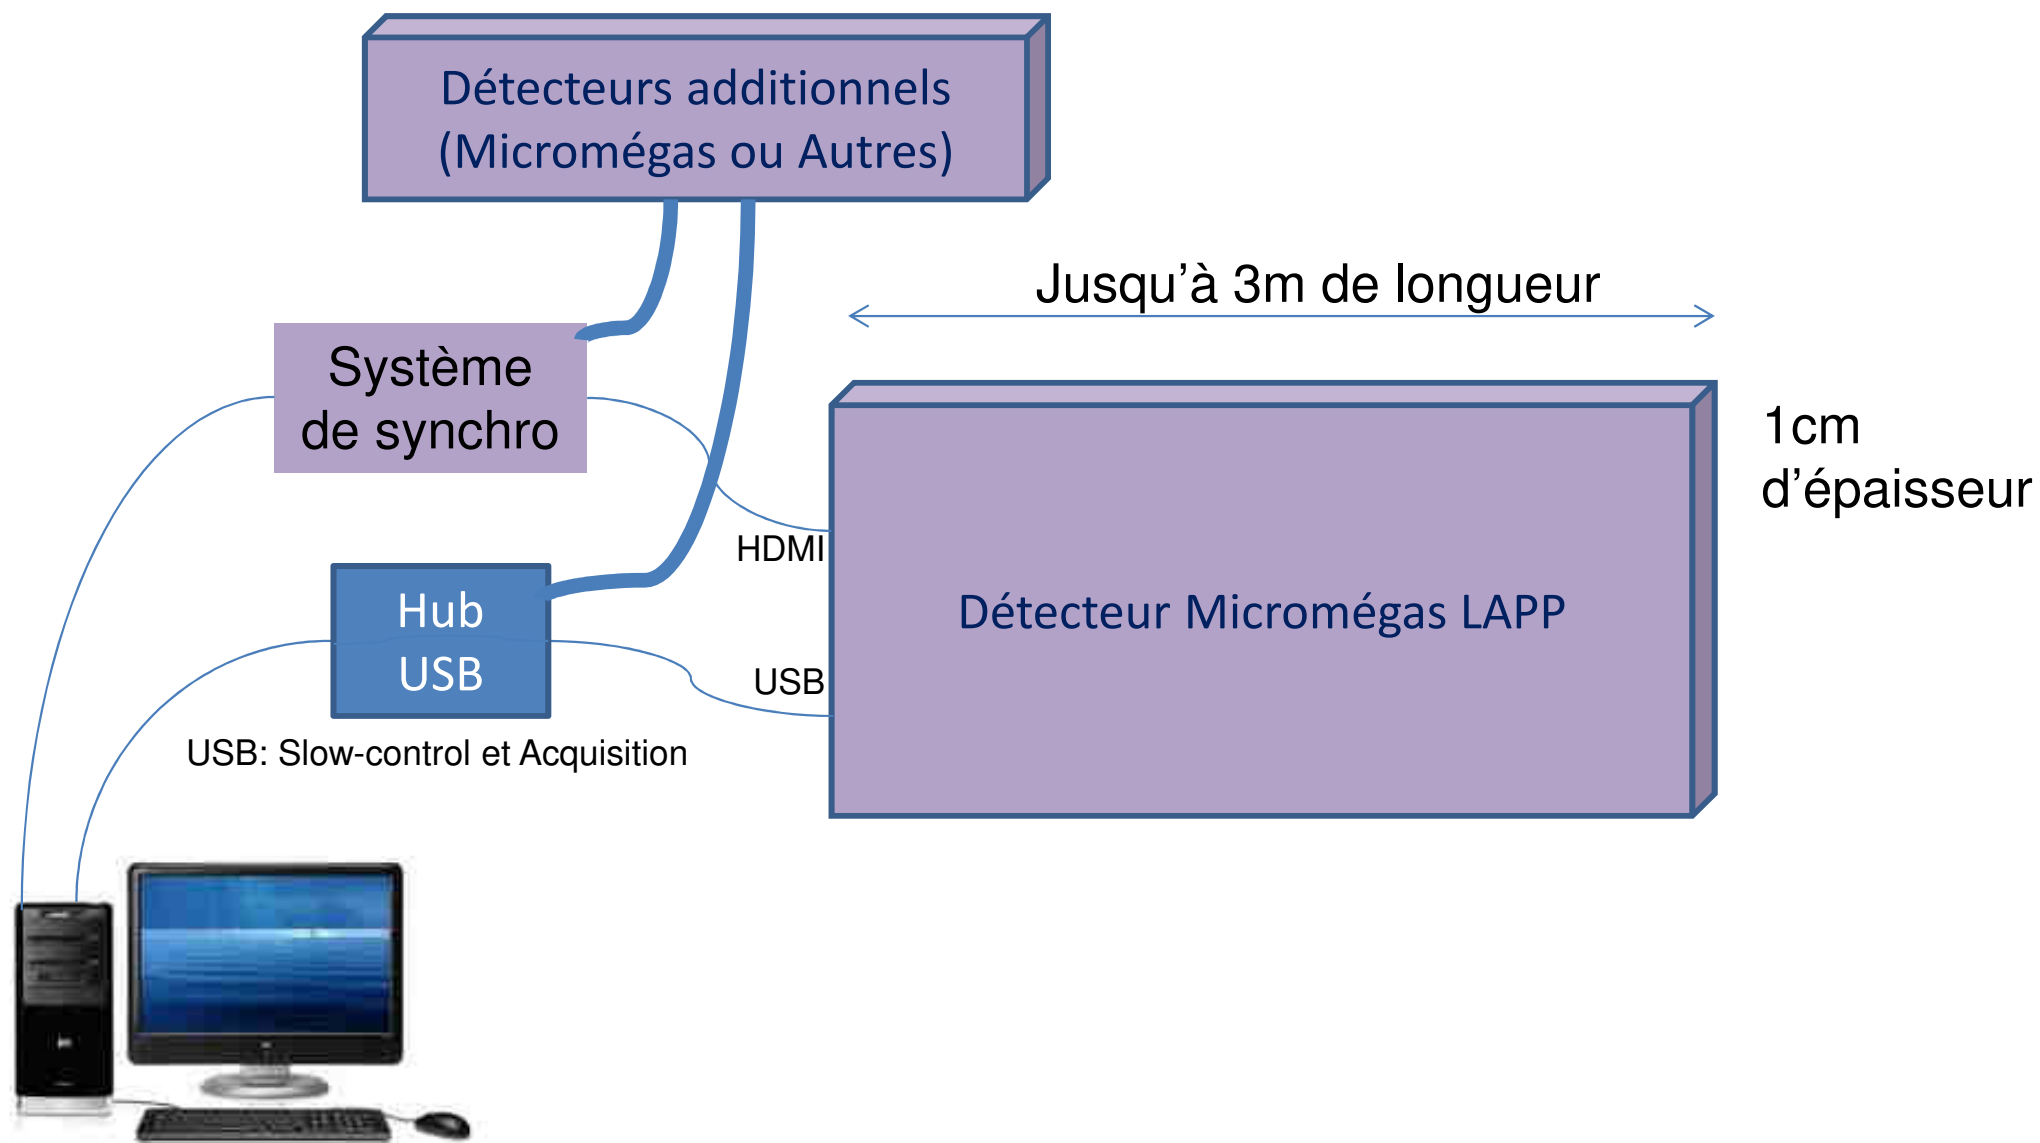 Détecteurs additionnels
(Micromégas ou Autres)
Jusqu’à 3m de longueur
Système
de synchro
1cm
d’épaisseur
HDMI
Hub
USB
Détecteur Micromégas LAPP
USB
USB: Slow-control et Acquisition